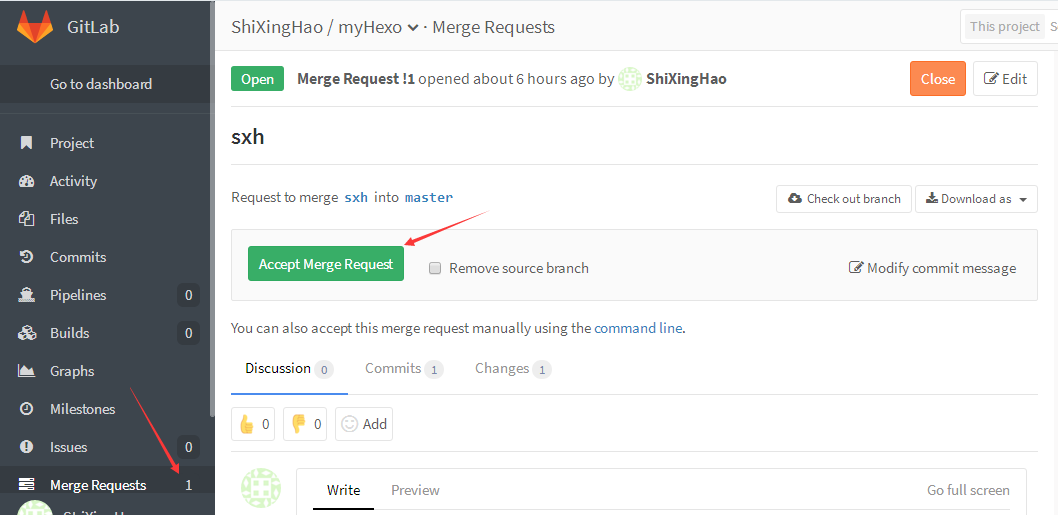 GitLab
Go to dashboard
Project
Activity
Files
Commits
Pipelines 0
Builds 0
Graphs
Milestones
Issues 0
Merge Requests 1
ShiXingHao / myHexo · Merge Requests
This project
Open Merge Request !1 opened about 6 hours ago by ShiXingHao
Close Edit
sxh
Request to merge sxh into master
Check out branch Download as
Accept Merge Request Remove source branch Modify commit message
You can also accept this merge request manually using the command line.
Discussion 0 Commits 1 Changes 1
0 0 Add
Write Preview Go full screen